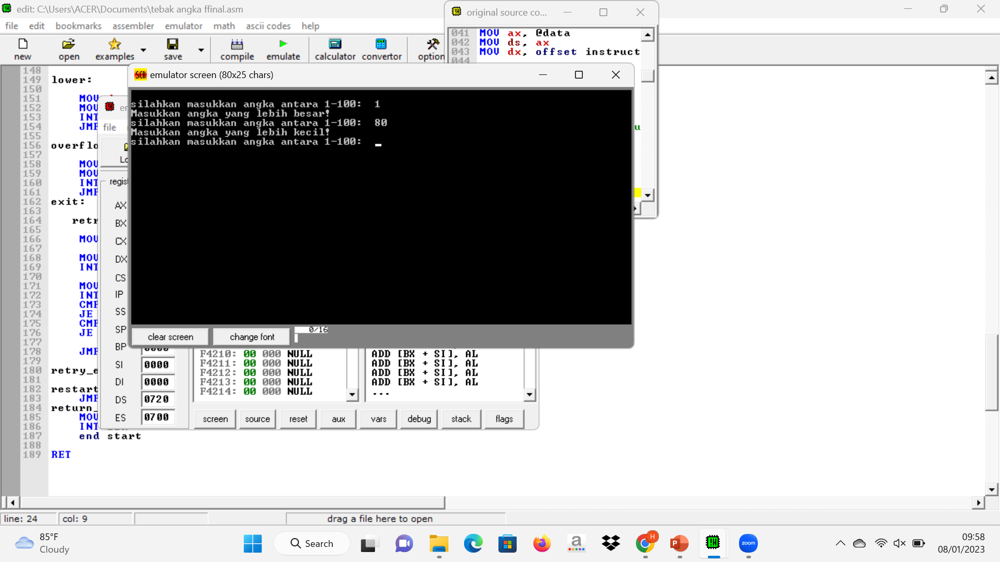 edit: C:\Users\ACER\Documents\tebak angka ffinal.asm
file edit bookmarks assembler emulator math ascii codes help
new open examples save compile emulate calculator convertor option
original source co...
041 MOV ax, @data
042 MOV ds, ax
043 MOV dx, offset instruct
044
148
149 lower:
150
151 MOV
152 MOV
153 INT
154 JMP
155
156 overflo
157
158 MOV
159 MOV
160 INT
161 JMP
162 exit:
163
164 retr
165
166 MOV
167
168 MOV
169 INT
170
171 MOV
172 INT
173 CMP
174 JE
175 CMP
176 JE
177
178 JMP
179
180 retry_e
181
182 restart
183 JMP
184 return_
185 MOV
186 INT
187 end start
188
189 RET
emulator screen (80x25 chars)
silahkan masukkan angka antara 1-100: 1
Masukkan angka yang lebih besar!
silahkan masukkan angka antara 1-100: 80
Masukkan angka yang lebih kecil!
silahkan masukkan angka antara 1-100: _
clear screen change font 0/16
file
regist
AX
BX
CX
DX
CS
IP
SS
SP
BP 0000
SI 0000
DI 0000
DS 0720
ES 0700
F4210: 00 000 NULL
F4211: 00 000 NULL
F4212: 00 000 NULL
F4213: 00 000 NULL
F4214: 00 000 NULL
ADD [BX + SI], AL
ADD [BX + SI], AL
ADD [BX + SI], AL
ADD [BX + SI], AL
...
screen source reset aux vars debug stack flags
line: 24 col: 9 drag a file here to open
85°F
Cloudy
Search
a
H
P
zoom
09:58
08/01/2023